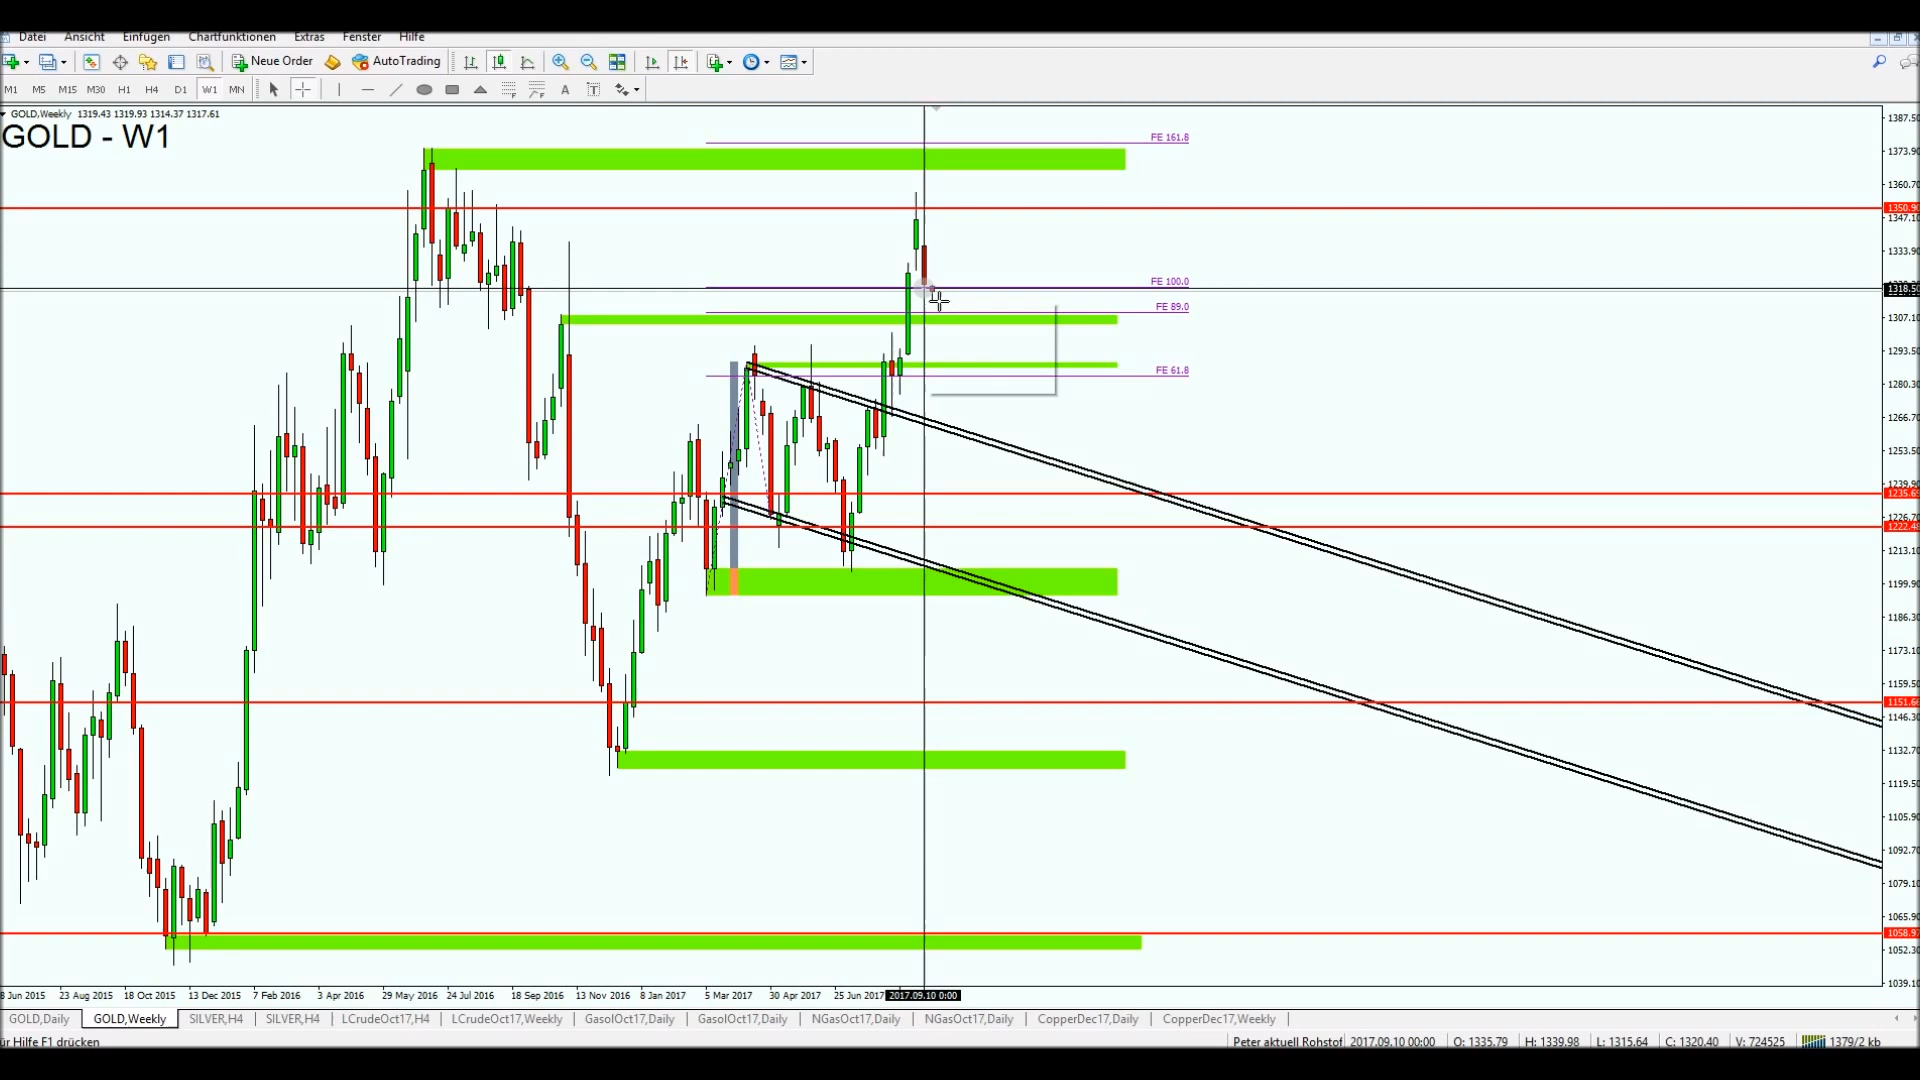 Datei Ansicht Einfügen Chartfunktionen Extras Fenster Hilfe
Neue Order AutoTrading
M1 M5 M15 M30 H1 H4 D1 W1 MN A T
GOLD,Weekly 1319.43 1319.93 1314.37 1317.61
GOLD - W1
FE 161.8
FE 100.0
FE 89.0
FE 61.8
1387.50
1373.90
1360.70
1350.90
1347.10
1333.90
1318.50
1307.10
1293.50
1280.30
1266.70
1253.50
1239.90
1235.69
1226.70
1222.48
1213.10
1199.90
1186.30
1173.10
1159.50
1151.66
1146.30
1132.70
1119.50
1105.90
1092.70
1079.10
1065.90
1058.97
1052.30
1039.10
8 Jun 2015 23 Aug 2015 18 Oct 2015 13 Dec 2015 7 Feb 2016 3 Apr 2016 29 May 2016 24 Jul 2016 18 Sep 2016 13 Nov 2016 8 Jan 2017 5 Mar 2017 30 Apr 2017 25 Jun 2017 2017.09.10 0:00
GOLD,Daily GOLD,Weekly SILVER,H4 SILVER,H4 LCrudeOct17,H4 LCrudeOct17,Weekly GasolOct17,Daily GasolOct17,Daily NGasOct17,Daily NGasOct17,Daily CopperDec17,Daily CopperDec17,Weekly
ür Hilfe F1 drücken Peter aktuell Rohstof 2017.09.10 00:00 O: 1335.79 H: 1339.98 L: 1315.64 C: 1320.40 V: 724525 1379/2 kb